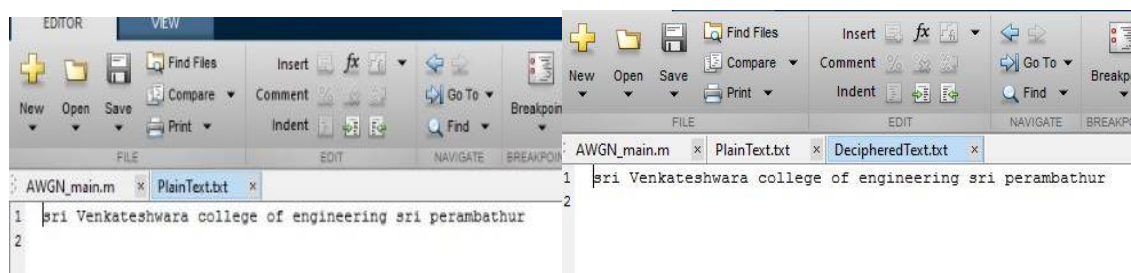 EDITOR VIEW
Find Files Insert fx
Compare Comment Go To
New Open Save Print Indent Find
FILE EDIT NAVIGATE
AWGN_main.m × PlainText.txt ×
1 sri Venkateshwara college of engineering sri perambathur
2
Find Files Insert fx
New Open Save Compare Comment Go To
Print Indent Find
FILE EDIT NAVIGATE
AWGN_main.m × PlainText.txt × DecipheredText.txt ×
1 sri Venkateshwara college of engineering sri perambathur
2